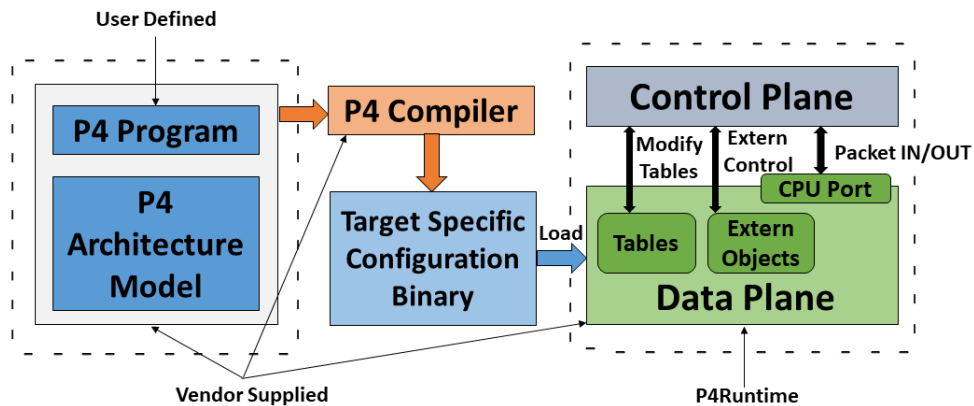 User Defined
P4 Program
P4
Architecture
Model
P4 Compiler
Target Specific
Configuration
Binary
Load
Control Plane
Modify
Tables
Extern
Control
Packet IN/OUT
CPU Port
Tables
Extern
Objects
Data Plane
Vendor Supplied
P4Runtime